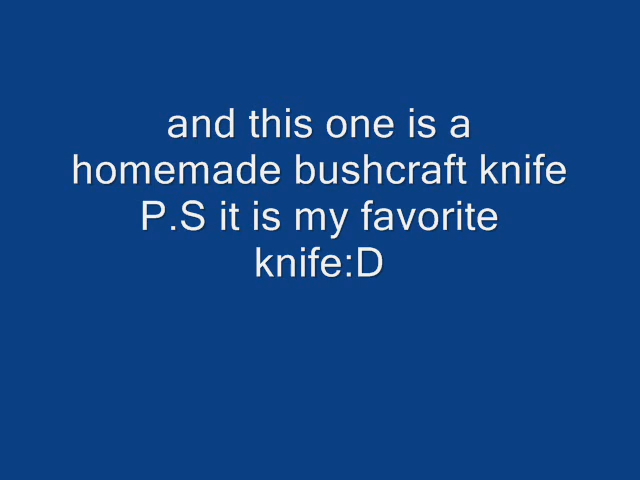 and this one is a
homemade bushcraft knife
P.S it is my favorite
knife:D